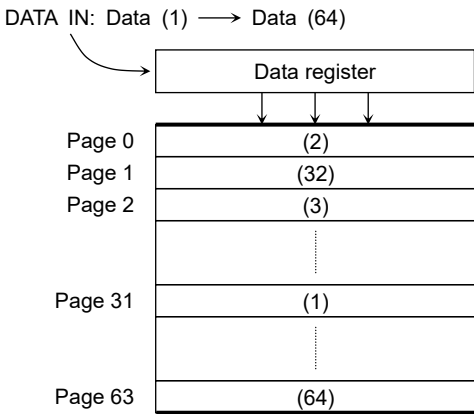 DATA IN: Data (1) ⟶ Data (64)
Data register
Page 0 (2)
Page 1 (32)
Page 2 (3)
Page 31 (1)
Page 63 (64)